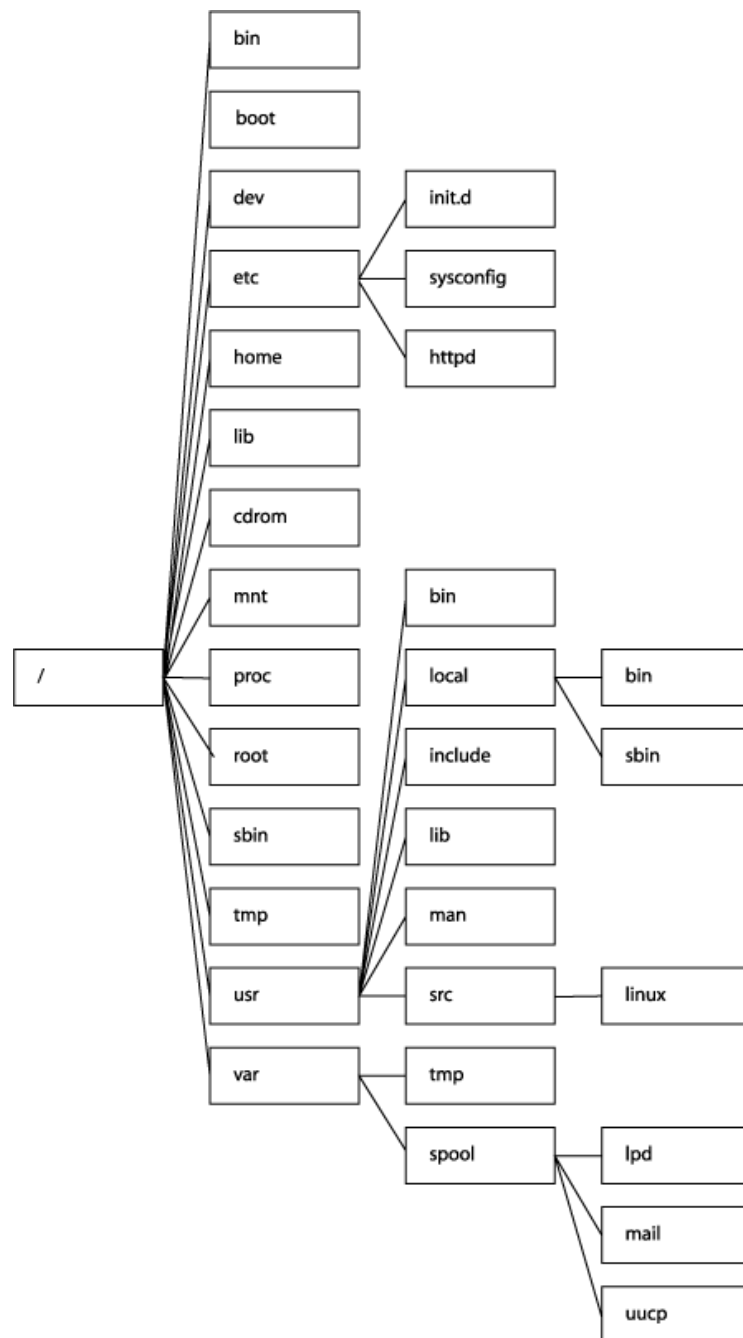 bin
boot
dev
init.d
etc
sysconfig
home
httpd
lib
cdrom
mnt
bin
/
proc
local
bin
root
include
sbin
sbin
lib
tmp
man
usr
src
linux
var
tmp
spool
lpd
mail
uucp